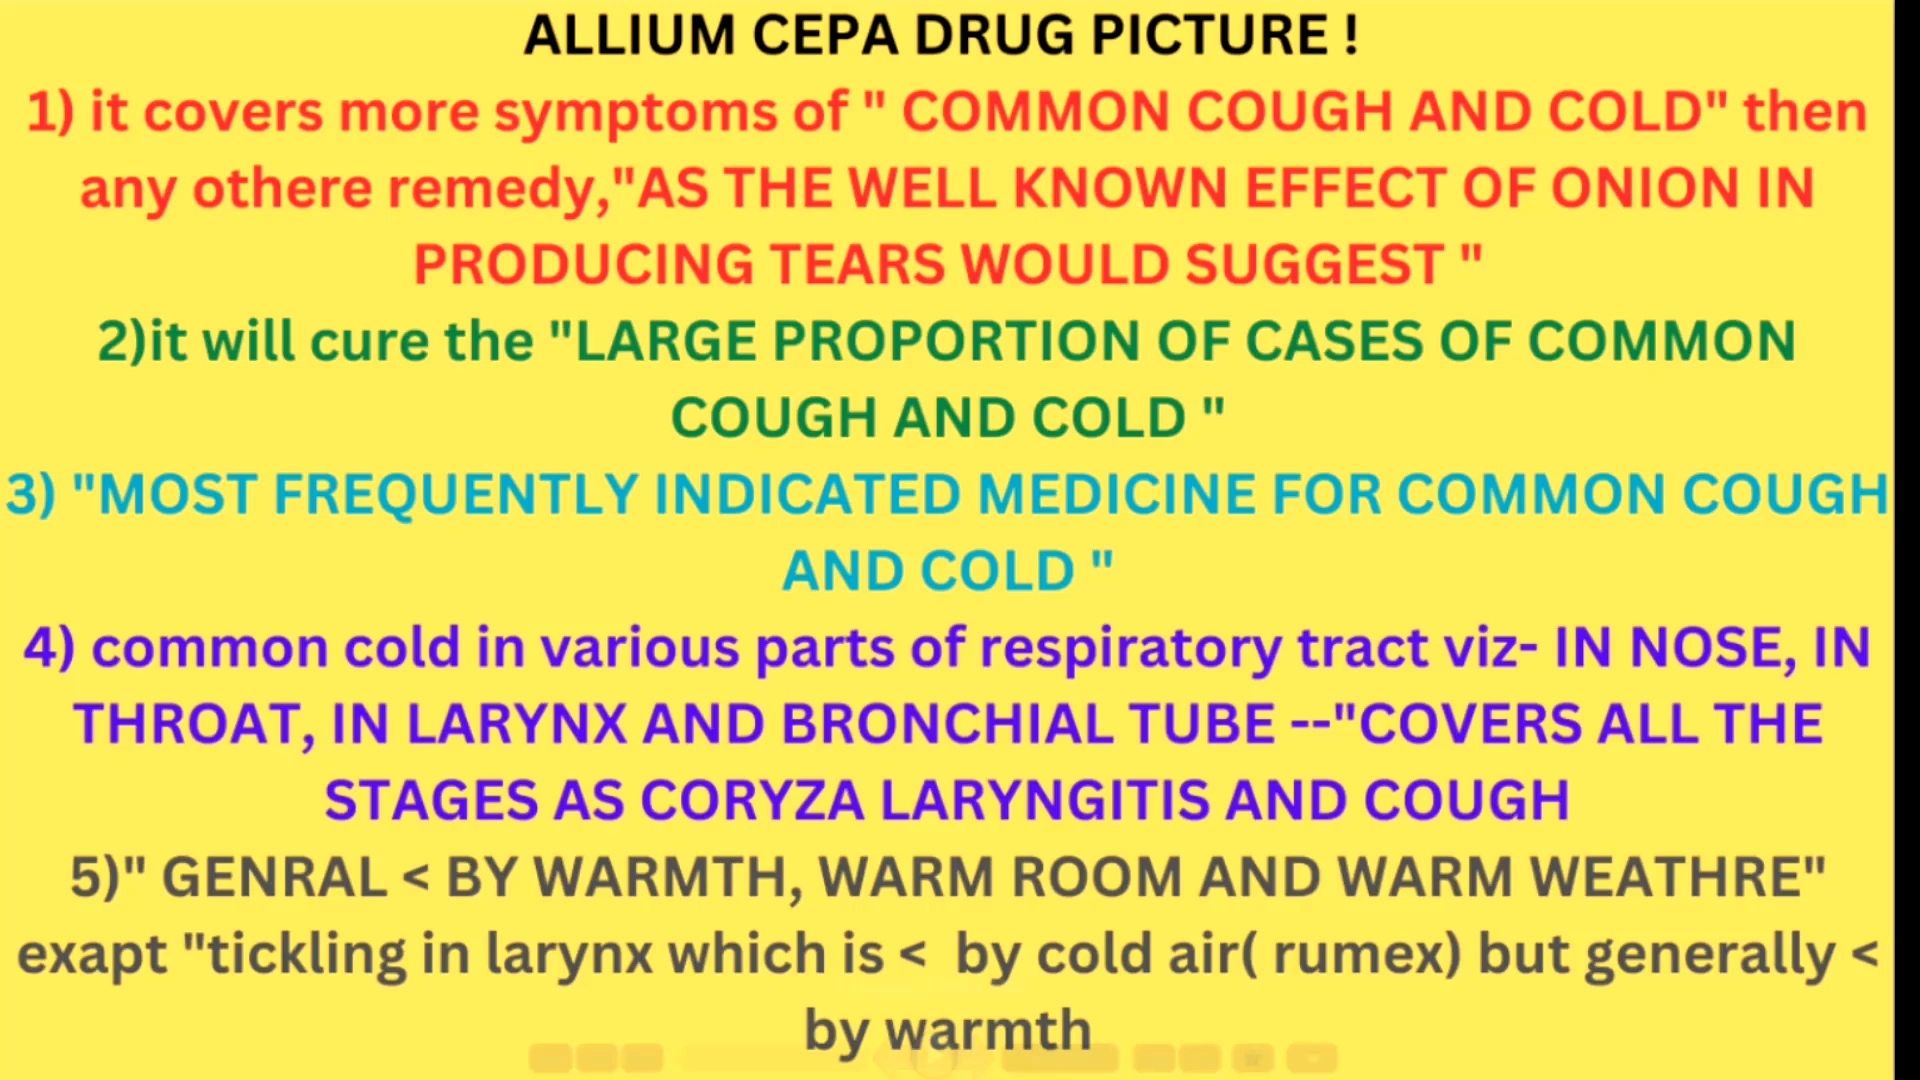 ALLIUM CEPA DRUG PICTURE !
1) it covers more symptoms of " COMMON COUGH AND COLD" then
any othere remedy,"AS THE WELL KNOWN EFFECT OF ONION IN
PRODUCING TEARS WOULD SUGGEST "
2)it will cure the "LARGE PROPORTION OF CASES OF COMMON
COUGH AND COLD "
3) "MOST FREQUENTLY INDICATED MEDICINE FOR COMMON COUGH
AND COLD "
4) common cold in various parts of respiratory tract viz- IN NOSE, IN
THROAT, IN LARYNX AND BRONCHIAL TUBE --"COVERS ALL THE
STAGES AS CORYZA LARYNGITIS AND COUGH
5)" GENRAL < BY WARMTH, WARM ROOM AND WARM WEATHRE"
exapt "tickling in larynx which is <  by cold air( rumex) but generally <
by warmth